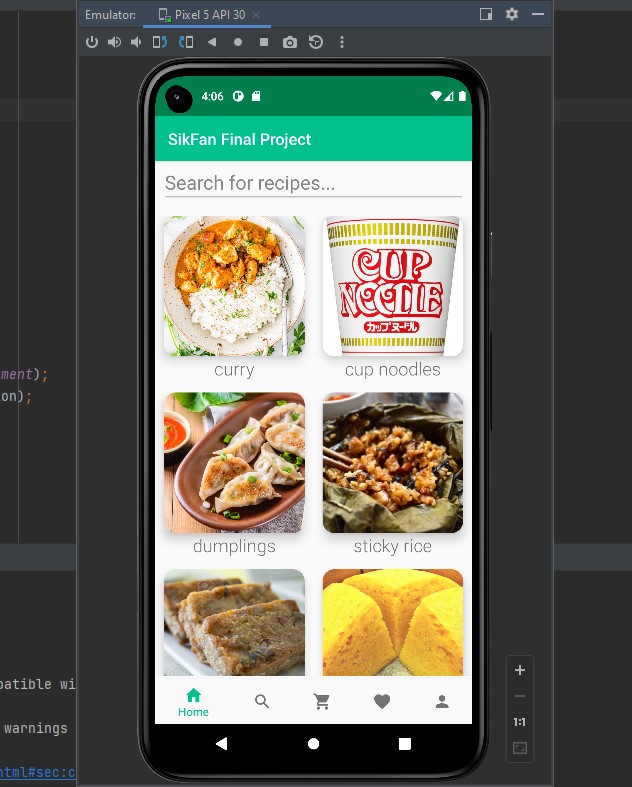 Emulator:
Pixel 5 API 30
4:06
SikFan Final Project
Search for recipes...
CUP
NOODLE
カップヌードル
curry
cup noodles
dumplings
sticky rice
Home
1:1
ment);
on);
patible wi
warnings
html#sec:c